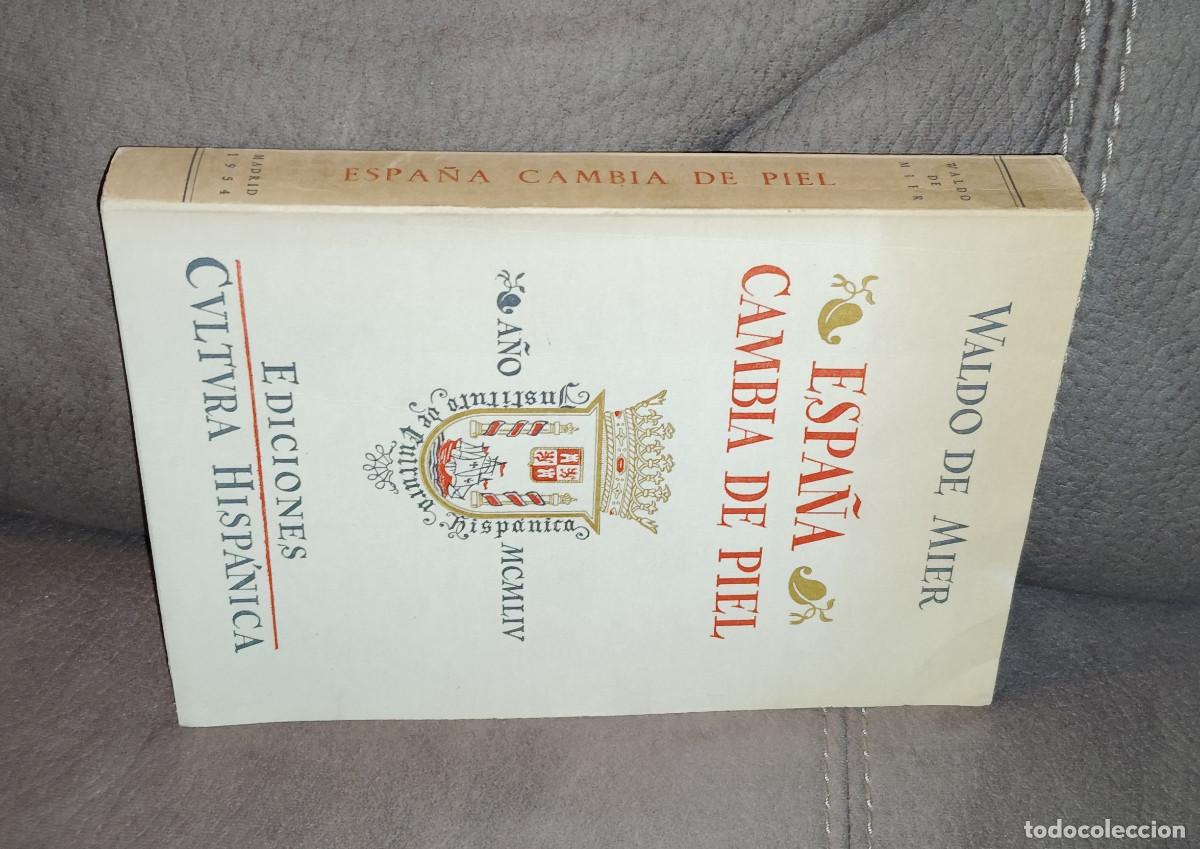 WALDO
DE
MIER
ESPAÑA CAMBIA DE PIEL
MADRID
1954
WALDO DE MIER
ESPAÑA
CAMBIA DE PIEL
AÑO
Instituto de Cultura Hispánica
MCMLIV
EDICIONES
CVLTVRA HISPÁNICA
todocoleccion